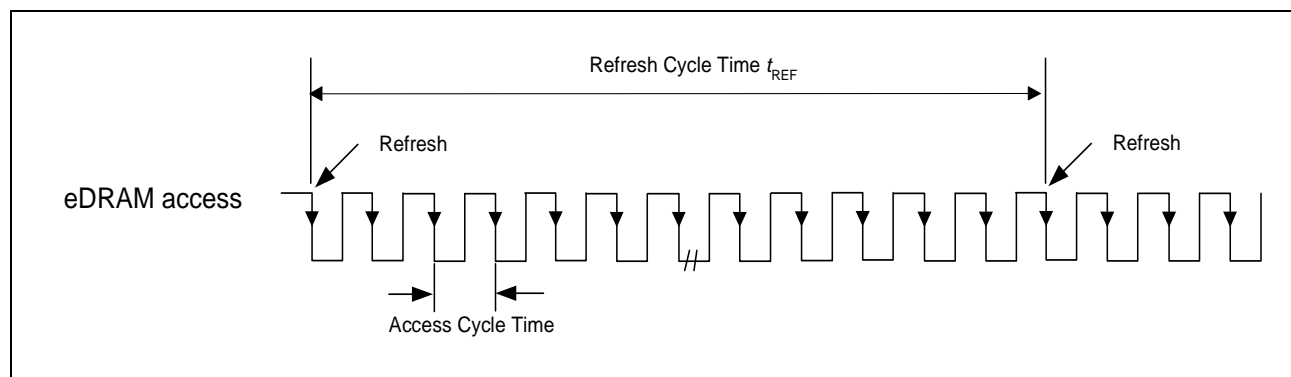 Refresh Cycle Time tREF
Refresh
Refresh
eDRAM access
Access Cycle Time